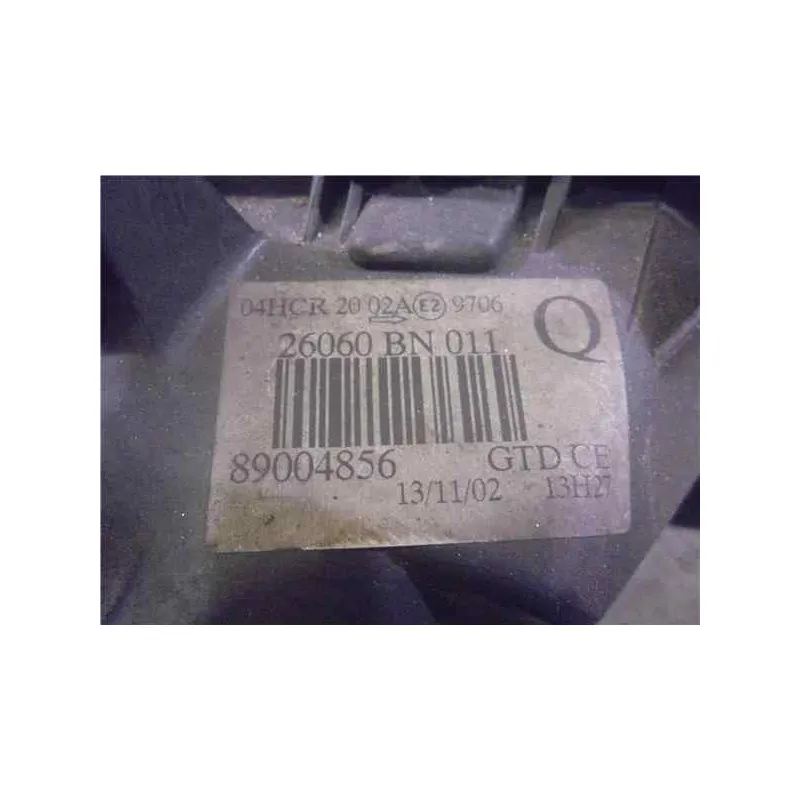 04HCR 20 02A E2 9706
Q
26060 BN 011
89004856 GTD CE
13/11/02 13H27